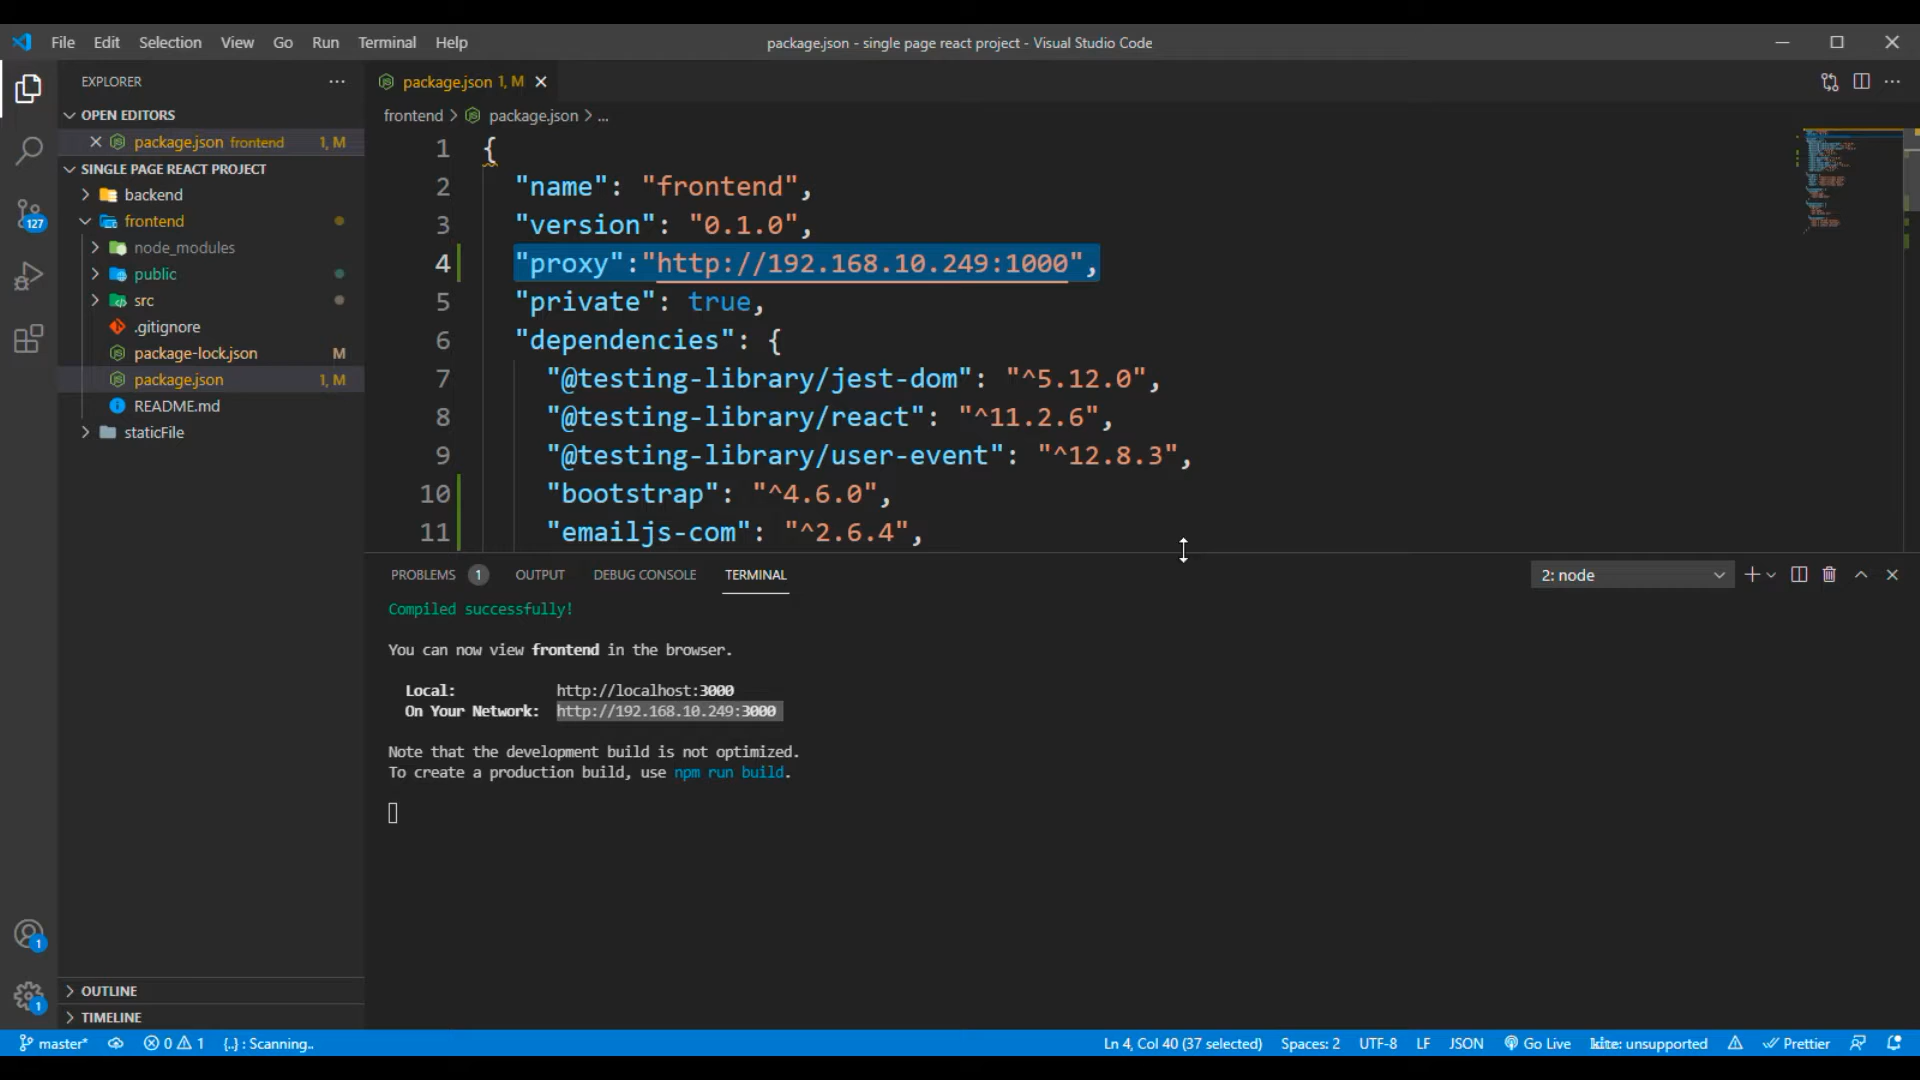 File Edit Selection View Go Run Terminal Help
package.json - single page react project - Visual Studio Code
EXPLORER
OPEN EDITORS
package.json frontend 1, M
SINGLE PAGE REACT PROJECT
backend
frontend
node_modules
public
src
.gitignore
package-lock.json M
package.json 1, M
README.md
staticFile
OUTLINE
TIMELINE
127
1
1
package.json 1, M
frontend > package.json > ...
1 {
2 "name": "frontend",
3 "version": "0.1.0",
4 "proxy":"http://192.168.10.249:1000",
5 "private": true,
6 "dependencies": {
7 "@testing-library/jest-dom": "^5.12.0",
8 "@testing-library/react": "^11.2.6",
9 "@testing-library/user-event": "^12.8.3",
10 "bootstrap": "^4.6.0",
11 "emailjs-com": "^2.6.4",
PROBLEMS 1 OUTPUT DEBUG CONSOLE TERMINAL 2: node
Compiled successfully!
You can now view frontend in the browser.
Local: http://localhost:3000
On Your Network: http://192.168.10.249:3000
Note that the development build is not optimized.
To create a production build, use npm run build.
master* 0 1 {..} : Scanning.. Ln 4, Col 40 (37 selected) Spaces: 2 UTF-8 LF JSON Go Live kite: unsupported Prettier